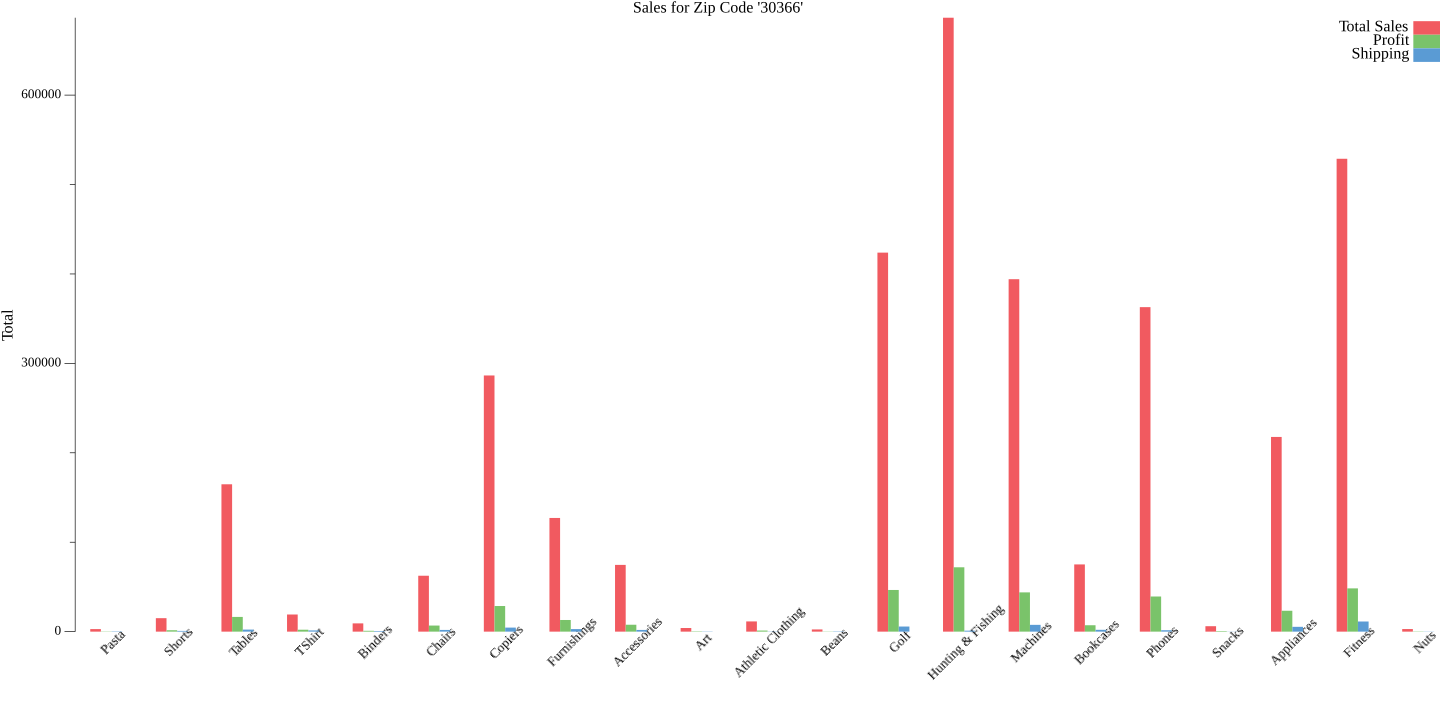 Sales for Zip Code '30366'
Total Sales
Profit
Shipping
600000
300000
0
Total
Pasta
Shorts
Tables
TShirt
Binders
Chairs
Copiers
Furnishings
Accessories
Art
Athletic Clothing
Beans
Golf
Hunting & Fishing
Machines
Bookcases
Phones
Snacks
Appliances
Fitness
Nuts